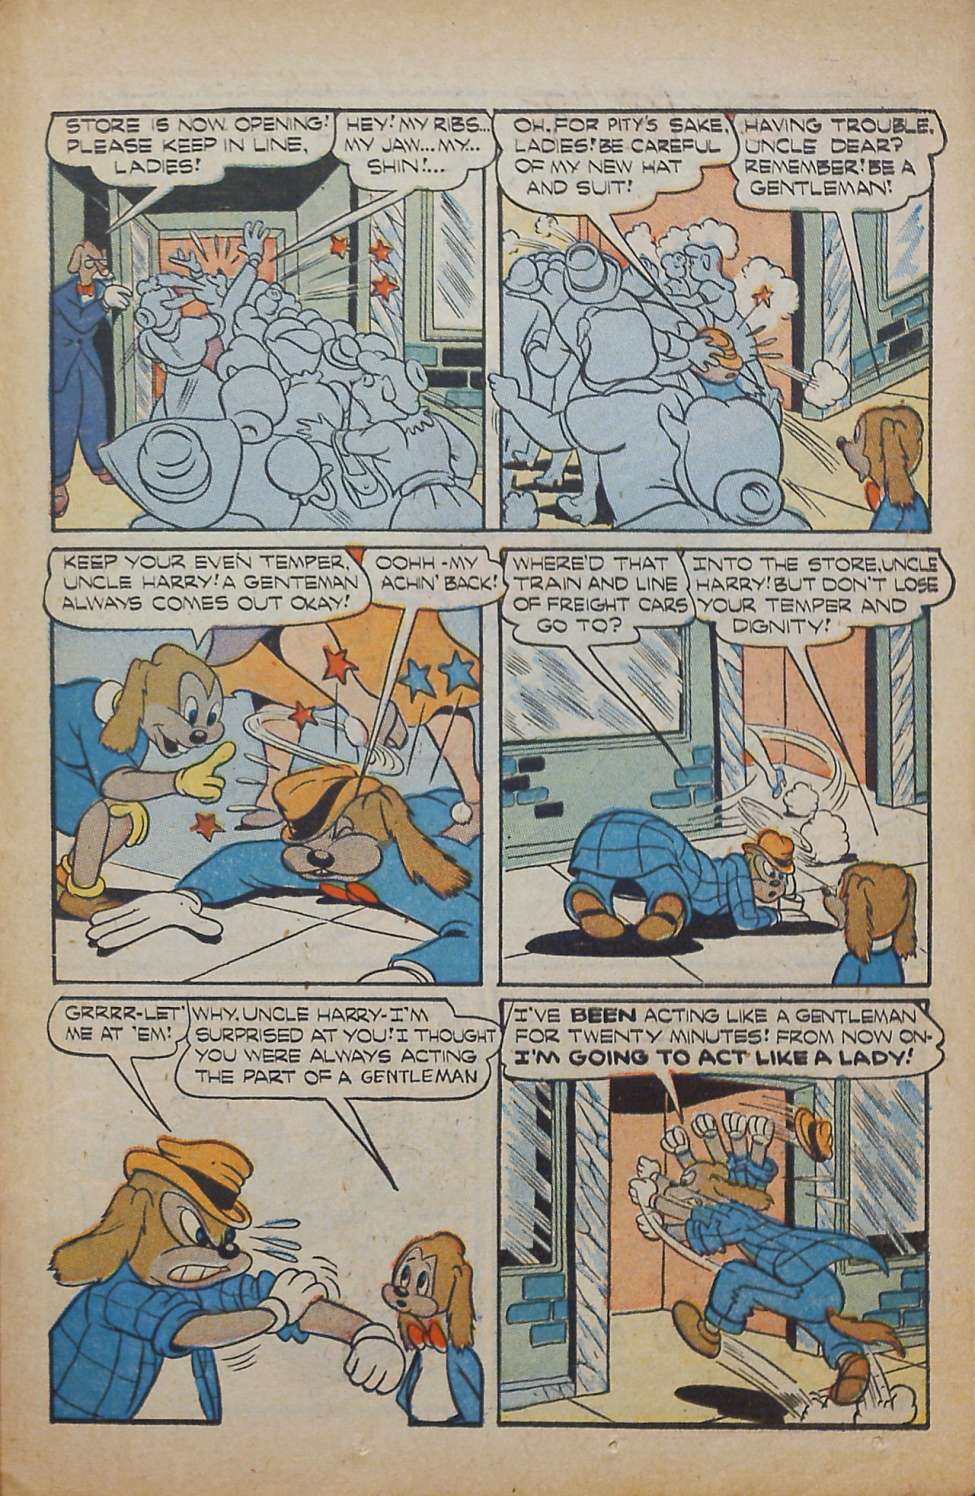 STORE IS NOW OPENING!
PLEASE KEEP IN LINE,
LADIES!
HEY! MY RIBS...
MY JAW... MY..
SHIN!...
OH, FOR PITY'S SAKE,
LADIES! BE CAREFUL
OF MY NEW HAT
AND SUIT!
HAVING TROUBLE,
UNCLE DEAR?
REMEMBER! BE A
GENTLEMAN!
KEEP YOUR EVEN TEMPER,
UNCLE HARRY! A GENTEMAN
ALWAYS COMES OUT OKAY!
OOHH-MY
ACHIN' BACK!
WHERE'D THAT
TRAIN AND LINE
OF FREIGHT CARS
GO TO?
INTO THE STORE, UNCLE
HARRY! BUT DON'T LOSE
YOUR TEMPER AND
DIGNITY!
GRRRR-LET
ME AT 'EM!
WHY, UNCLE HARRY-I'M
SURPRISED AT YOU! I THOUGHT
YOU WERE ALWAYS ACTING
THE PART OF A GENTLEMAN
I'VE BEEN ACTING LIKE A GENTLEMAN
FOR TWENTY MINUTES! FROM NOW ON-
I'M GOING TO ACT LIKE A LADY!